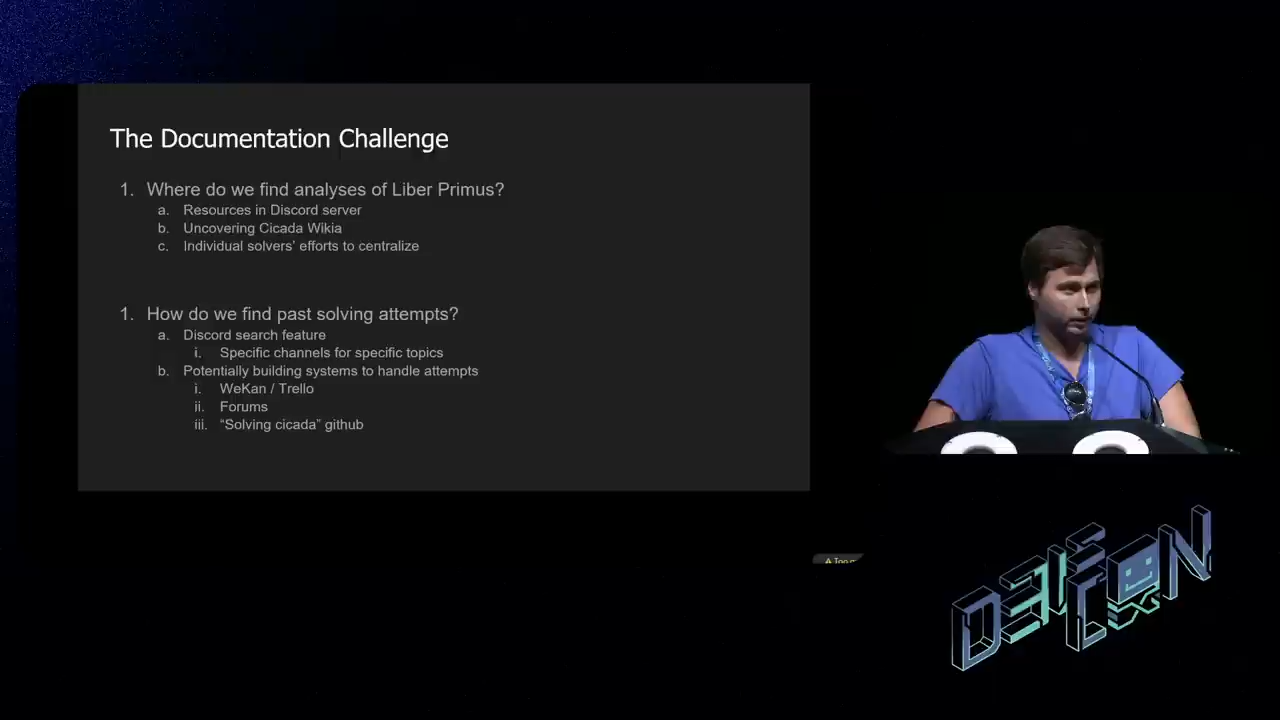 The Documentation Challenge
1. Where do we find analyses of Liber Primus?
a. Resources in Discord server
b. Uncovering Cicada Wikia
c. Individual solvers' efforts to centralize
1. How do we find past solving attempts?
a. Discord search feature
i. Specific channels for specific topics
b. Potentially building systems to handle attempts
i. WeKan / Trello
ii. Forums
iii. “Solving cicada” github
DEF
CON